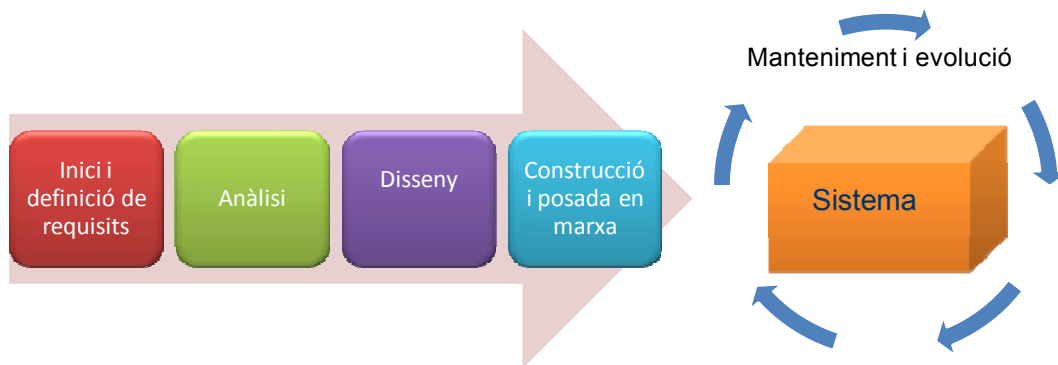 Manteniment i evolució
Inici i
definició de
requisits
Anàlisi
Disseny
Construcció
i posada en
marxa
Sistema